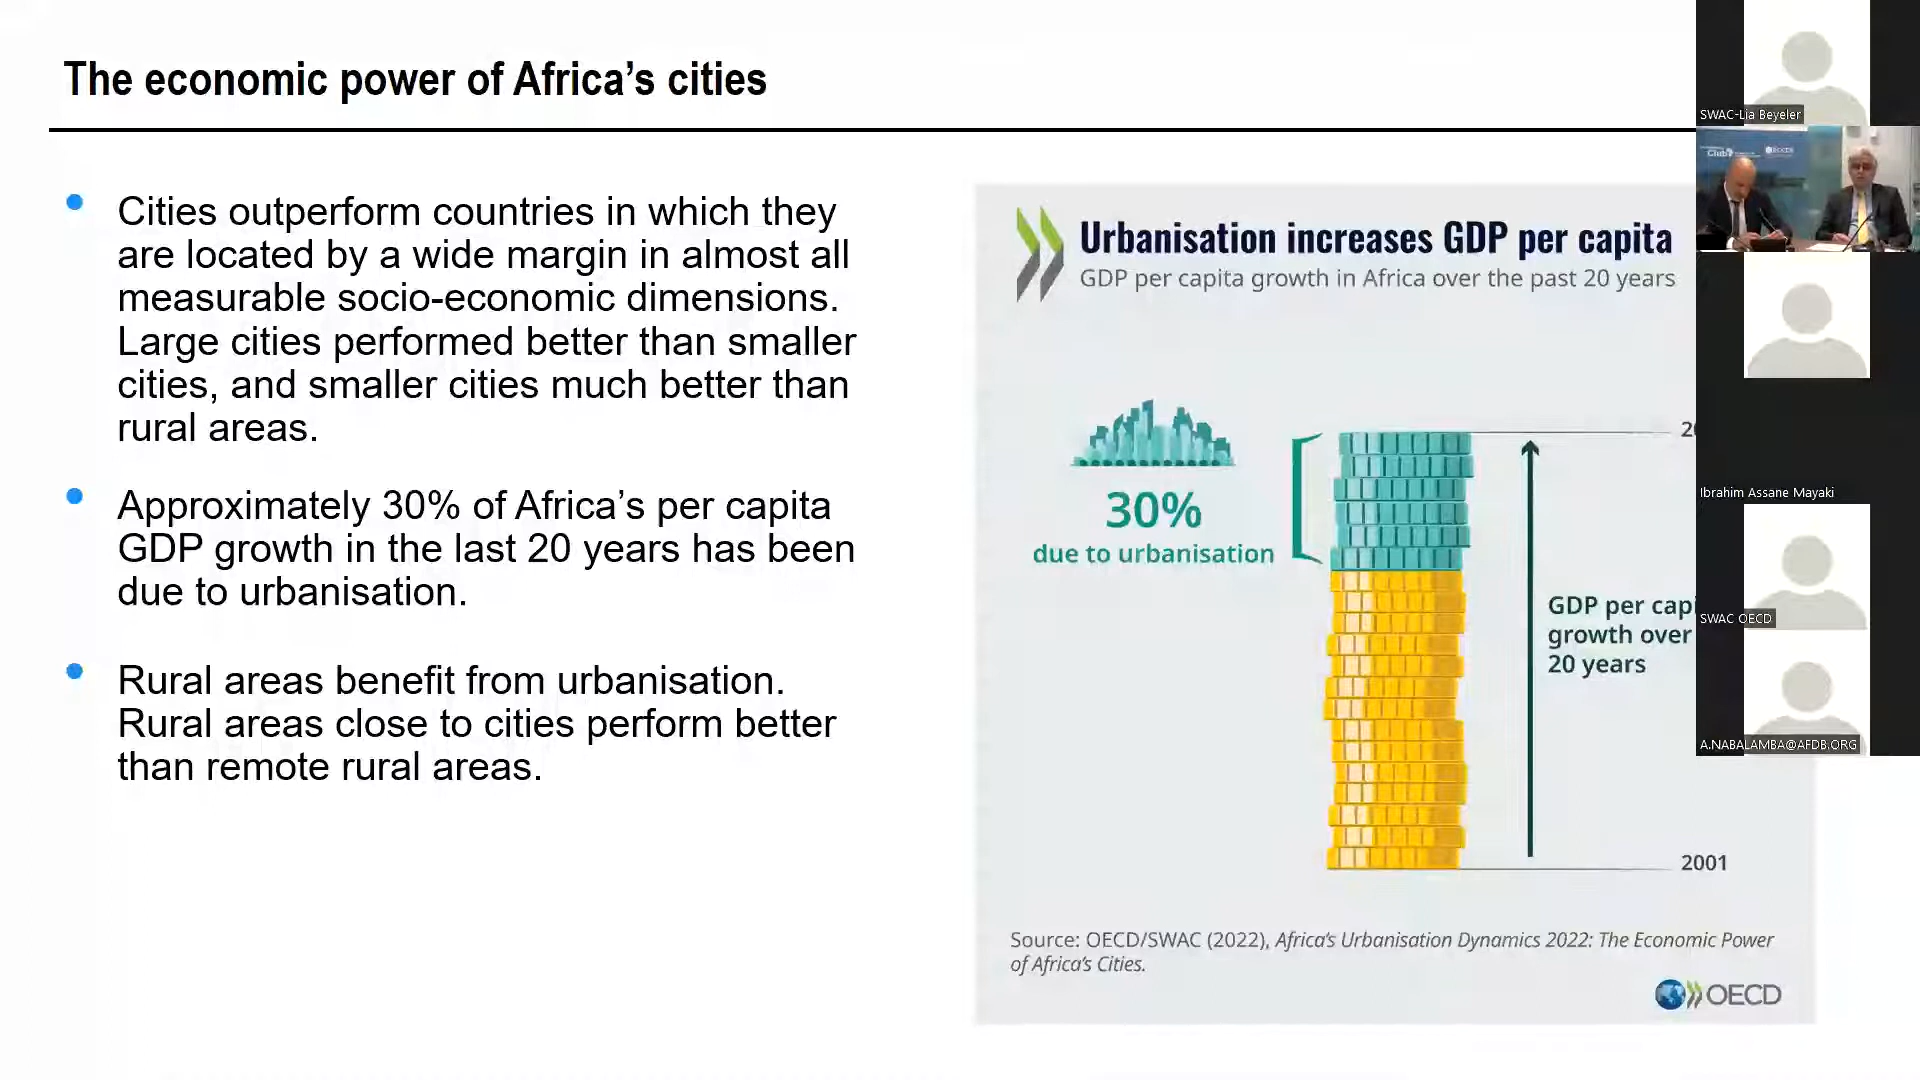 The economic power of Africa’s cities
Cities outperform countries in which they
are located by a wide margin in almost all
measurable socio-economic dimensions.
Large cities performed better than smaller
cities, and smaller cities much better than
rural areas.
Approximately 30% of Africa’s per capita
GDP growth in the last 20 years has been
due to urbanisation.
Rural areas benefit from urbanisation.
Rural areas close to cities perform better
than remote rural areas.
Urbanisation increases GDP per capita
GDP per capita growth in Africa over the past 20 years
30%
due to urbanisation
GDP per capi
growth over
20 years
2001
Source: OECD/SWAC (2022), Africa’s Urbanisation Dynamics 2022: The Economic Power
of Africa’s Cities.
OECD
SWAC-Lia Beyeler
Club
Ibrahim Assane Mayaki
SWAC OECD
A.NABALAMBA@AFDB.ORG